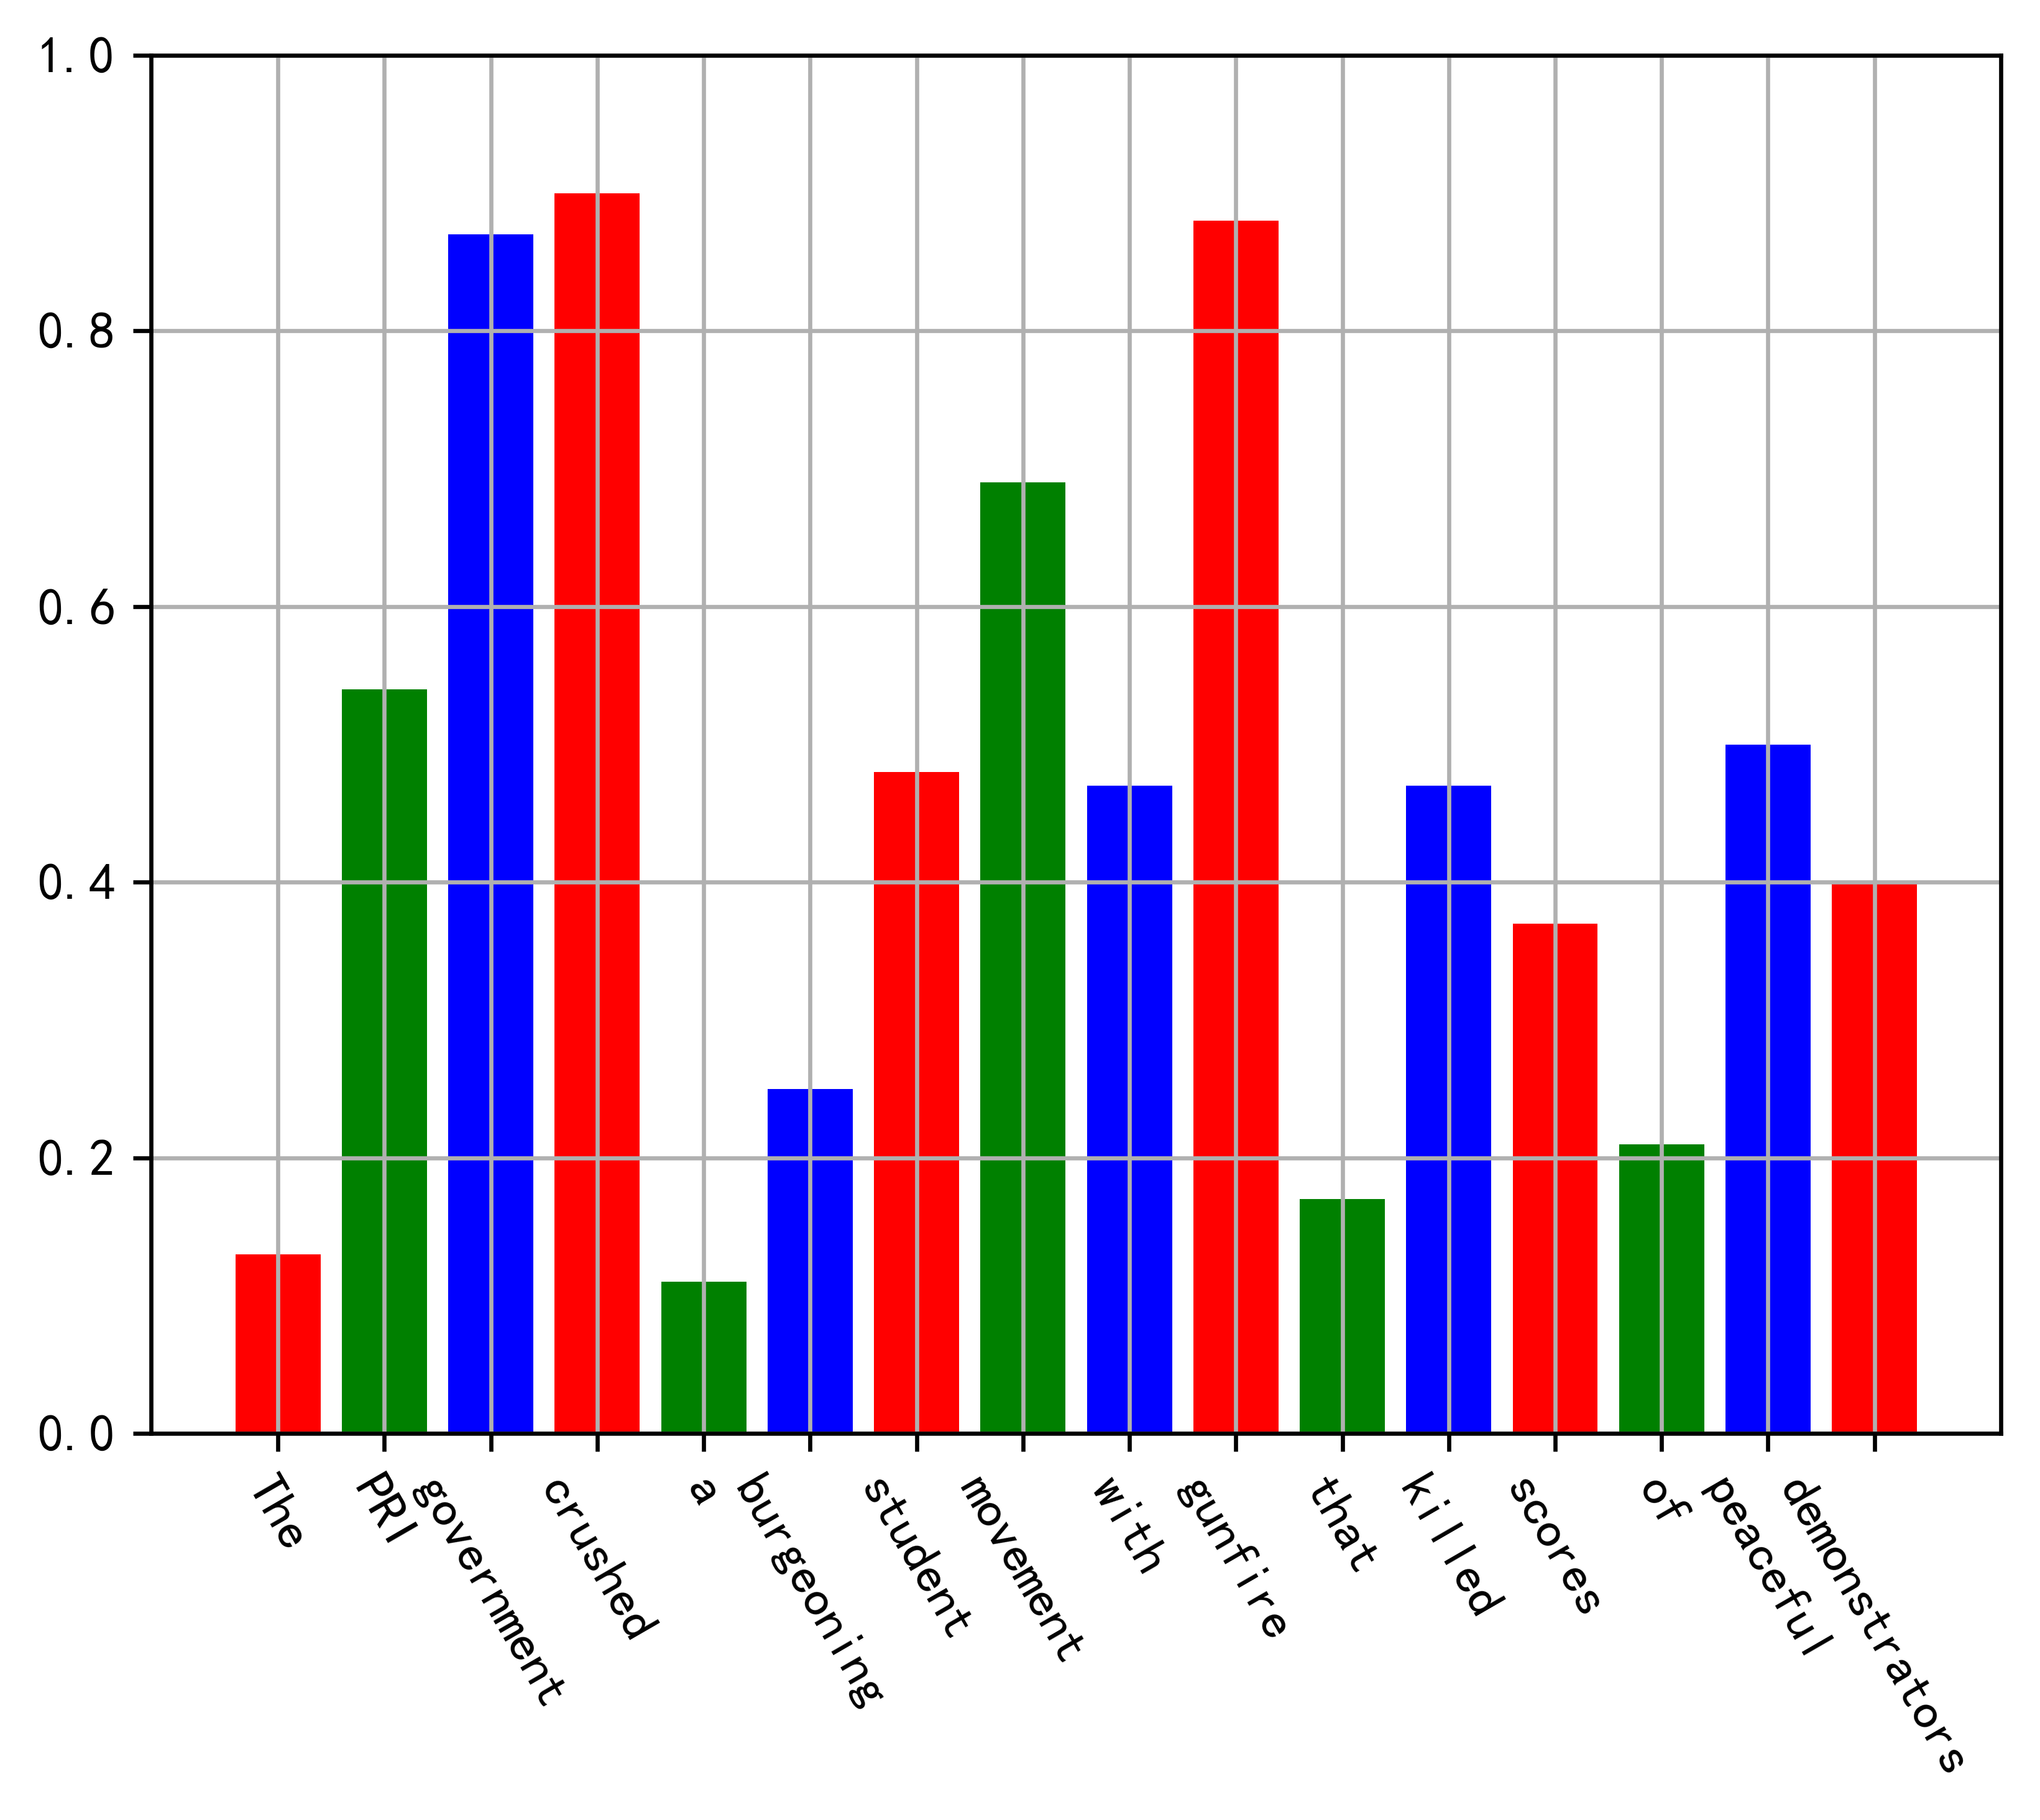 1.0
0.8
0.6
0.4
0.2
0.0
The
PRI
government
crushed
a
burgeoning
student
movement
with
gunfire
that
killed
scores
of
peaceful
demonstrators